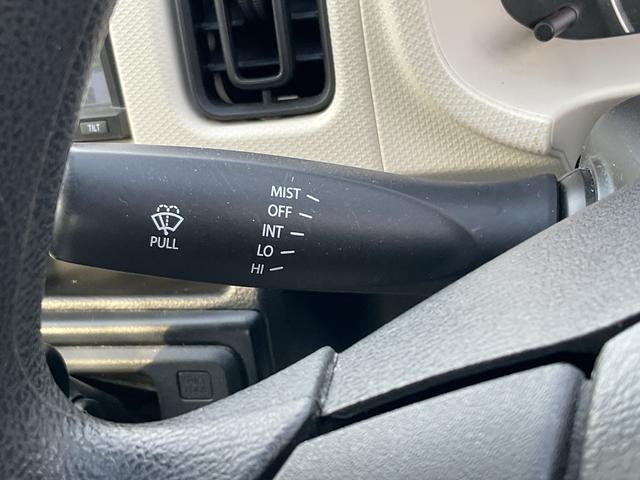 TILT
MIST
OFF
INT
LO
HI
PULL